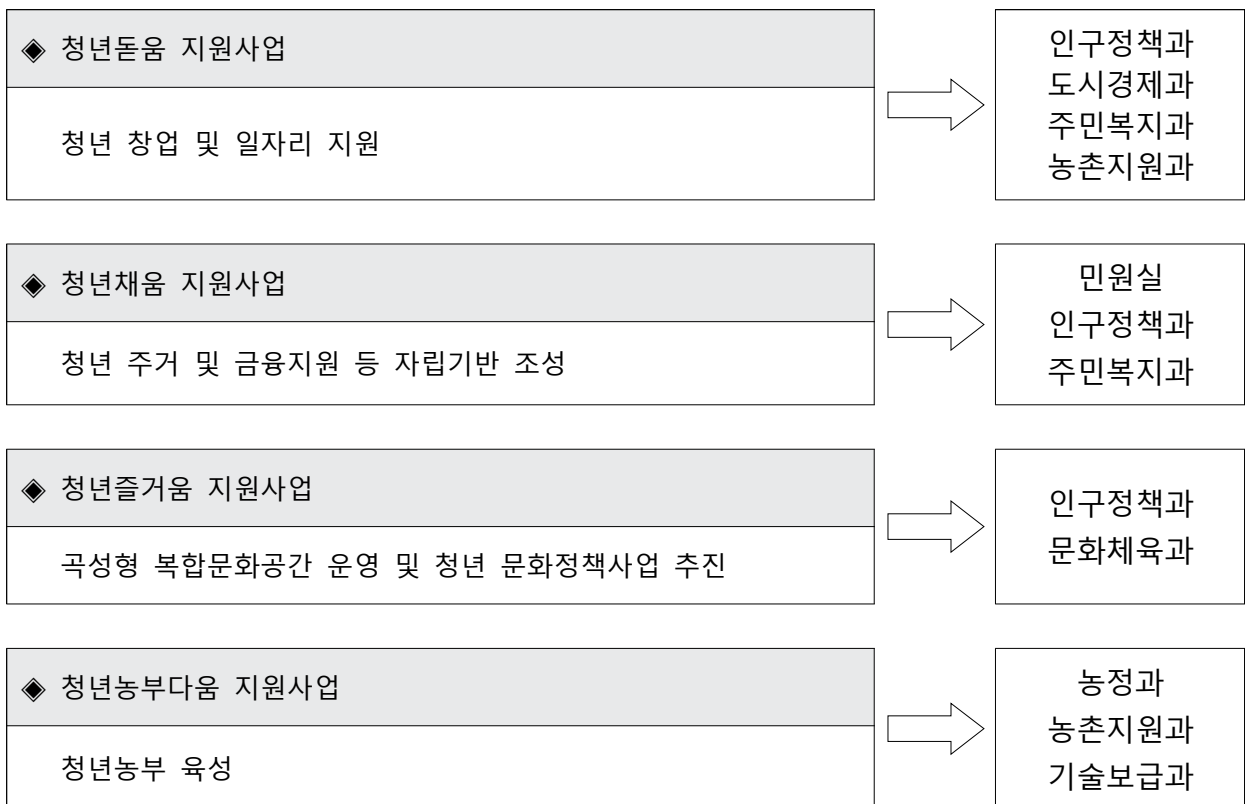 ◈ 청년돋움 지원사업
청년 창업 및 일자리 지원
인구정책과
도시경제과
주민복지과
농촌지원과
◈ 청년채움 지원사업
청년 주거 및 금융지원 등 자립기반 조성
민원실
인구정책과
주민복지과
◈ 청년즐거움 지원사업
곡성형 복합문화공간 운영 및 청년 문화정책사업 추진
인구정책과
문화체육과
◈ 청년농부다움 지원사업
청년농부 육성
농정과
농촌지원과
기술보급과